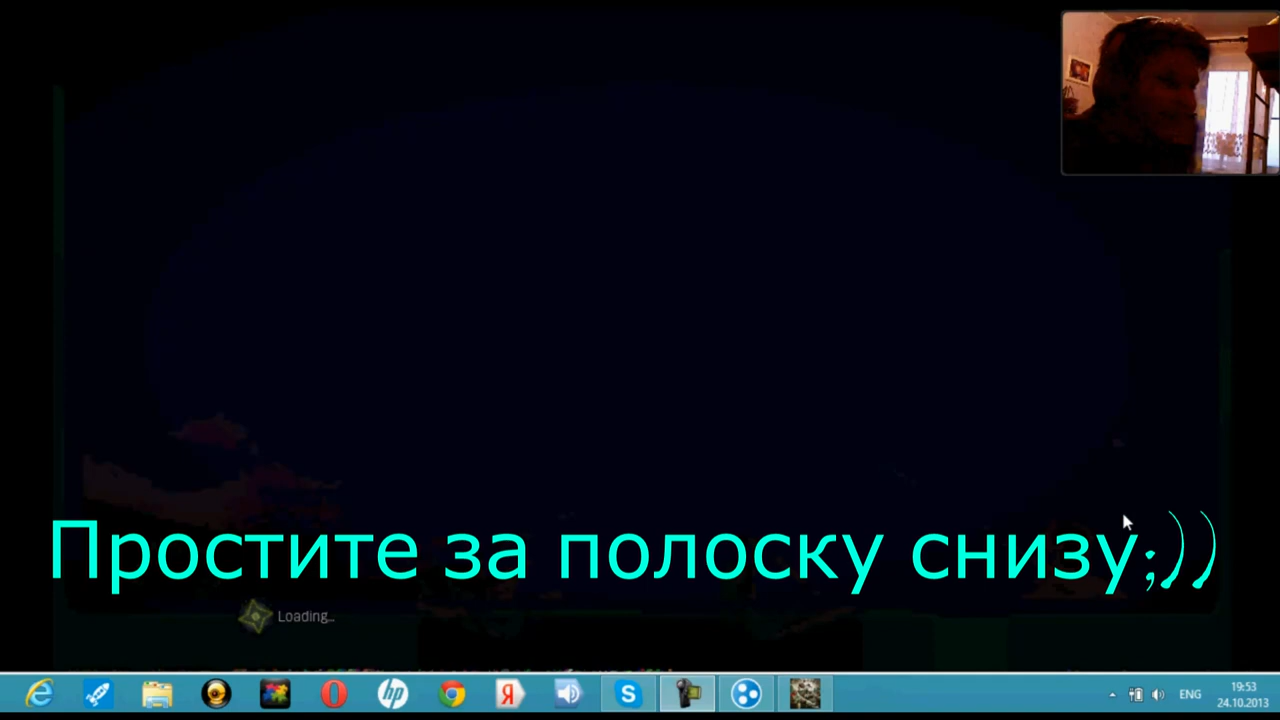 Простите за полоску снизу;))
Loading...
ENG
19:53
24.10.2013